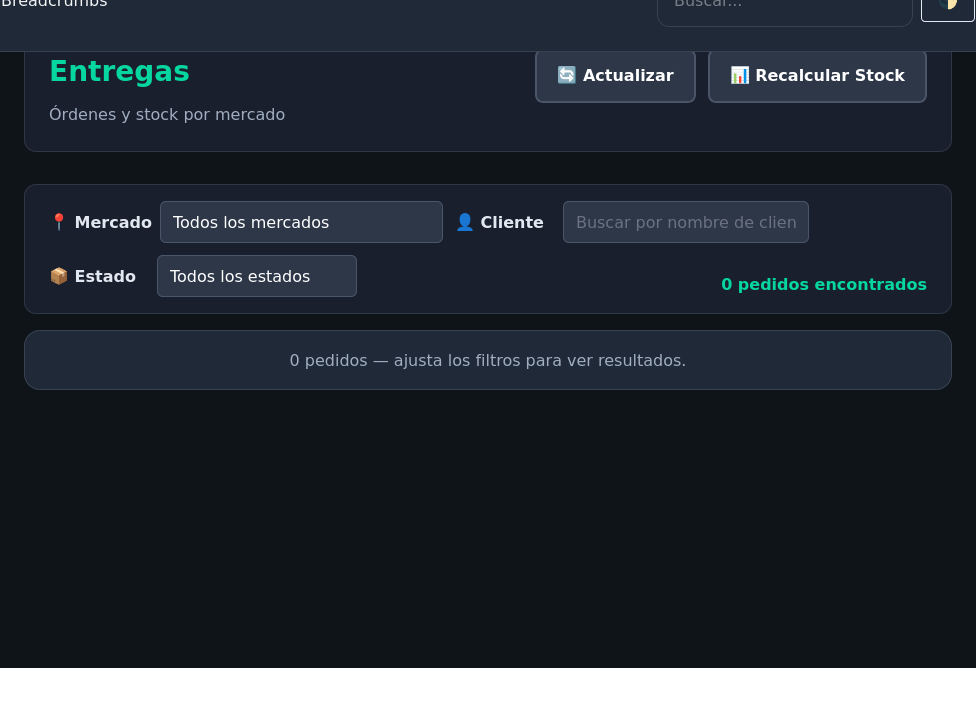 Breadcrumbs
Buscar...
Entregas
Actualizar
Recalcular Stock
Órdenes y stock por mercado
Mercado
Todos los mercados
Cliente
Buscar por nombre de clien
Estado
Todos los estados
0 pedidos encontrados
0 pedidos — ajusta los filtros para ver resultados.